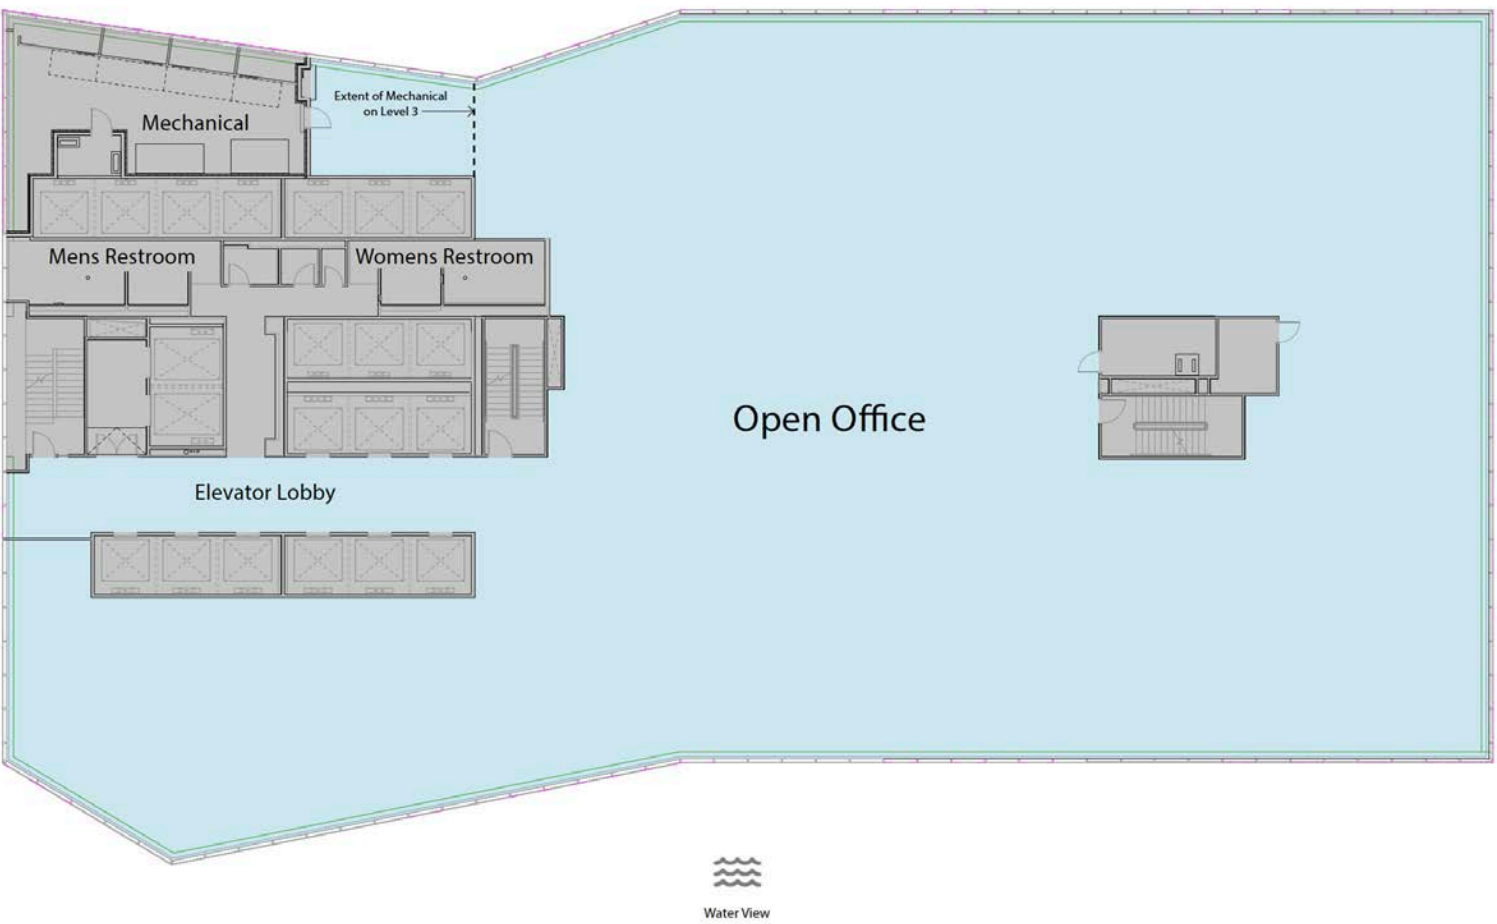 Extent of Mechanical
on Level 3
Mechanical
Mens Restroom
Womens Restroom
Open Office
Elevator Lobby
Water View